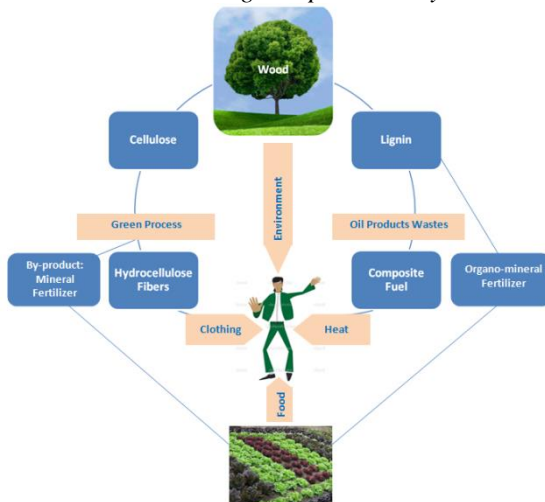 Wood
Cellulose
Lignin
Environment
Green Process
Oil Products Wastes
By-product:
Mineral
Fertilizer
Hydrocellulose
Fibers
Composite
Fuel
Organo-mineral
Fertilizer
Clothing
Heat
Food